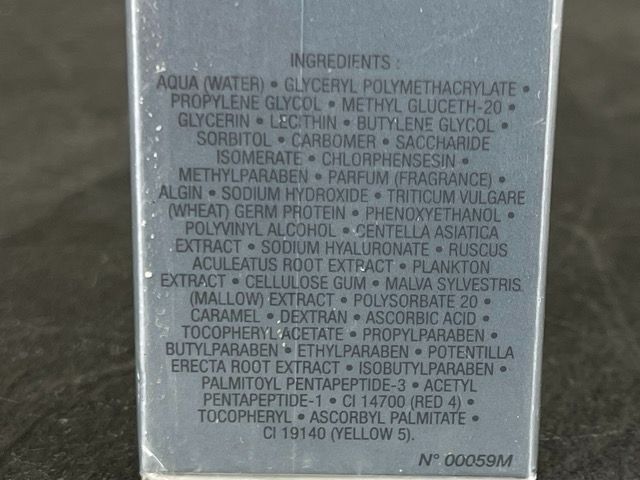 INGREDIENTS :
AQUA (WATER) • GLYCERYL POLYMETHACRYLATE •
PROPYLENE GLYCOL • METHYL GLUCETH-20 •
GLYCERIN • LECITHIN • BUTYLENE GLYCOL •
SORBITOL • CARBOMER • SACCHARIDE
ISOMERATE • CHLORPHENSESIN •
METHYLPARABEN • PARFUM (FRAGRANCE) •
ALGIN • SODIUM HYDROXIDE • TRITICUM VULGARE
(WHEAT) GERM PROTEIN • PHENOXYETHANOL •
POLYVINYL ALCOHOL • CENTELLA ASIATICA
EXTRACT • SODIUM HYALURONATE • RUSCUS
ACULEATUS ROOT EXTRACT • PLANKTON
EXTRACT • CELLULOSE GUM • MALVA SYLVESTRIS
(MALLOW) EXTRACT • POLYSORBATE 20 •
CARAMEL • DEXTRAN • ASCORBIC ACID •
TOCOPHERYL ACETATE • PROPYLPARABEN •
BUTYLPARABEN • ETHYLPARABEN • POTENTILLA
ERECTA ROOT EXTRACT • ISOBUTYLPARABEN •
PALMITOYL PENTAPEPTIDE-3 • ACETYL
PENTAPEPTIDE-1 • CI 14700 (RED 4) •
TOCOPHERYL • ASCORBYL PALMITATE •
CI 19140 (YELLOW 5).
N° 00059M